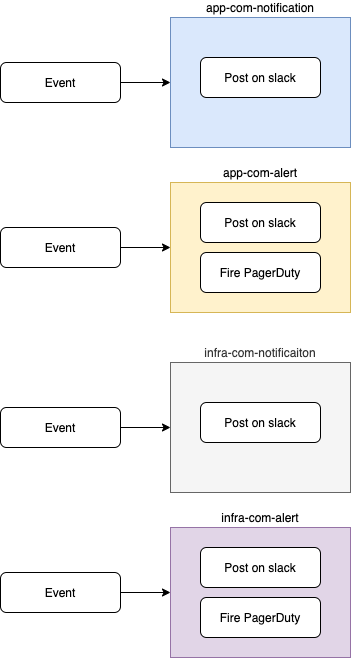 app-com-notification
Event
Post on slack
app-com-alert
Post on slack
Event
Fire PagerDuty
infra-com-notificaiton
Event
Post on slack
infra-com-alert
Post on slack
Event
Fire PagerDuty